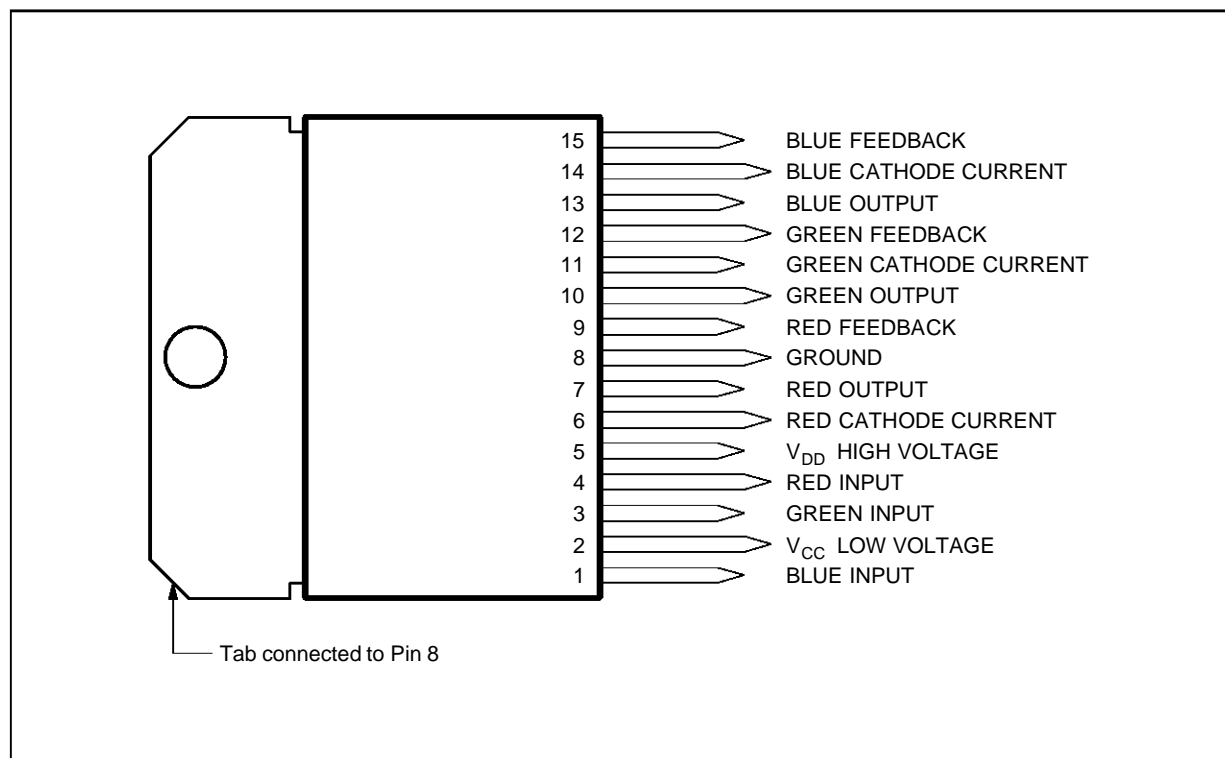 15 BLUE FEEDBACK
14 BLUE CATHODE CURRENT
13 BLUE OUTPUT
12 GREEN FEEDBACK
11 GREEN CATHODE CURRENT
10 GREEN OUTPUT
9 RED FEEDBACK
8 GROUND
7 RED OUTPUT
6 RED CATHODE CURRENT
5 VDD HIGH VOLTAGE
4 RED INPUT
3 GREEN INPUT
2 VCC LOW VOLTAGE
1 BLUE INPUT
Tab connected to Pin 8